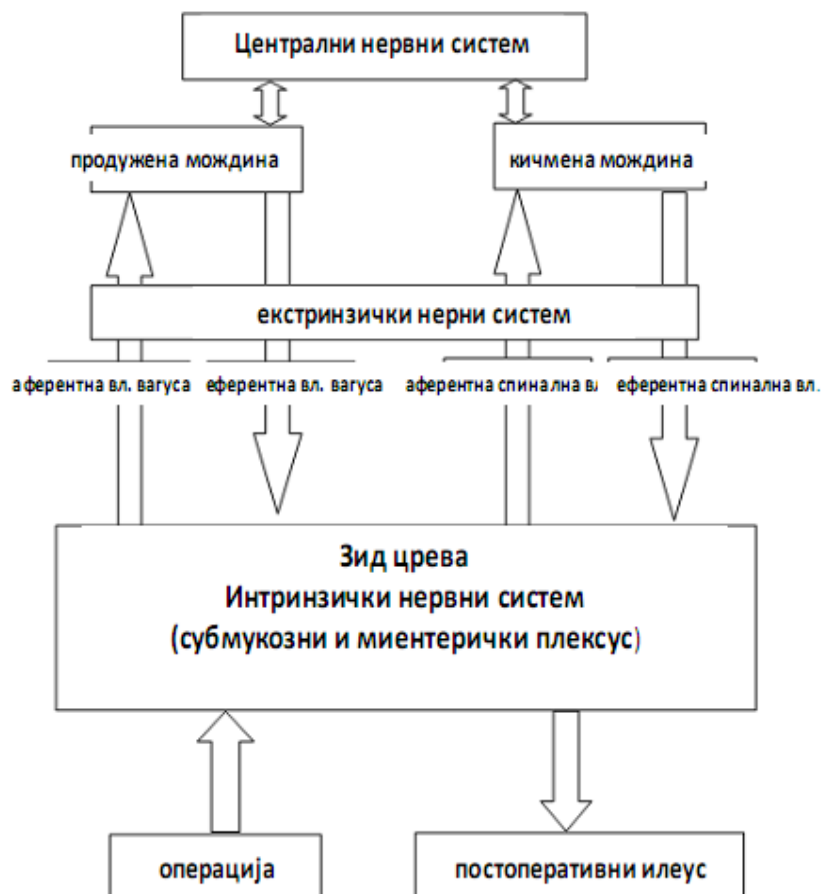 Централни нервни систем
продужена мождина
кичмена мождина
екстринзички нерни систем
аферентна вл. вагуса
еферентна вл. вагуса
аферентна спинална вл
еферентна спинална вл.
Зид црева
Интринзички нервни систем
(субмукозни и миентерички плексус)
операција
постоперативни илеус